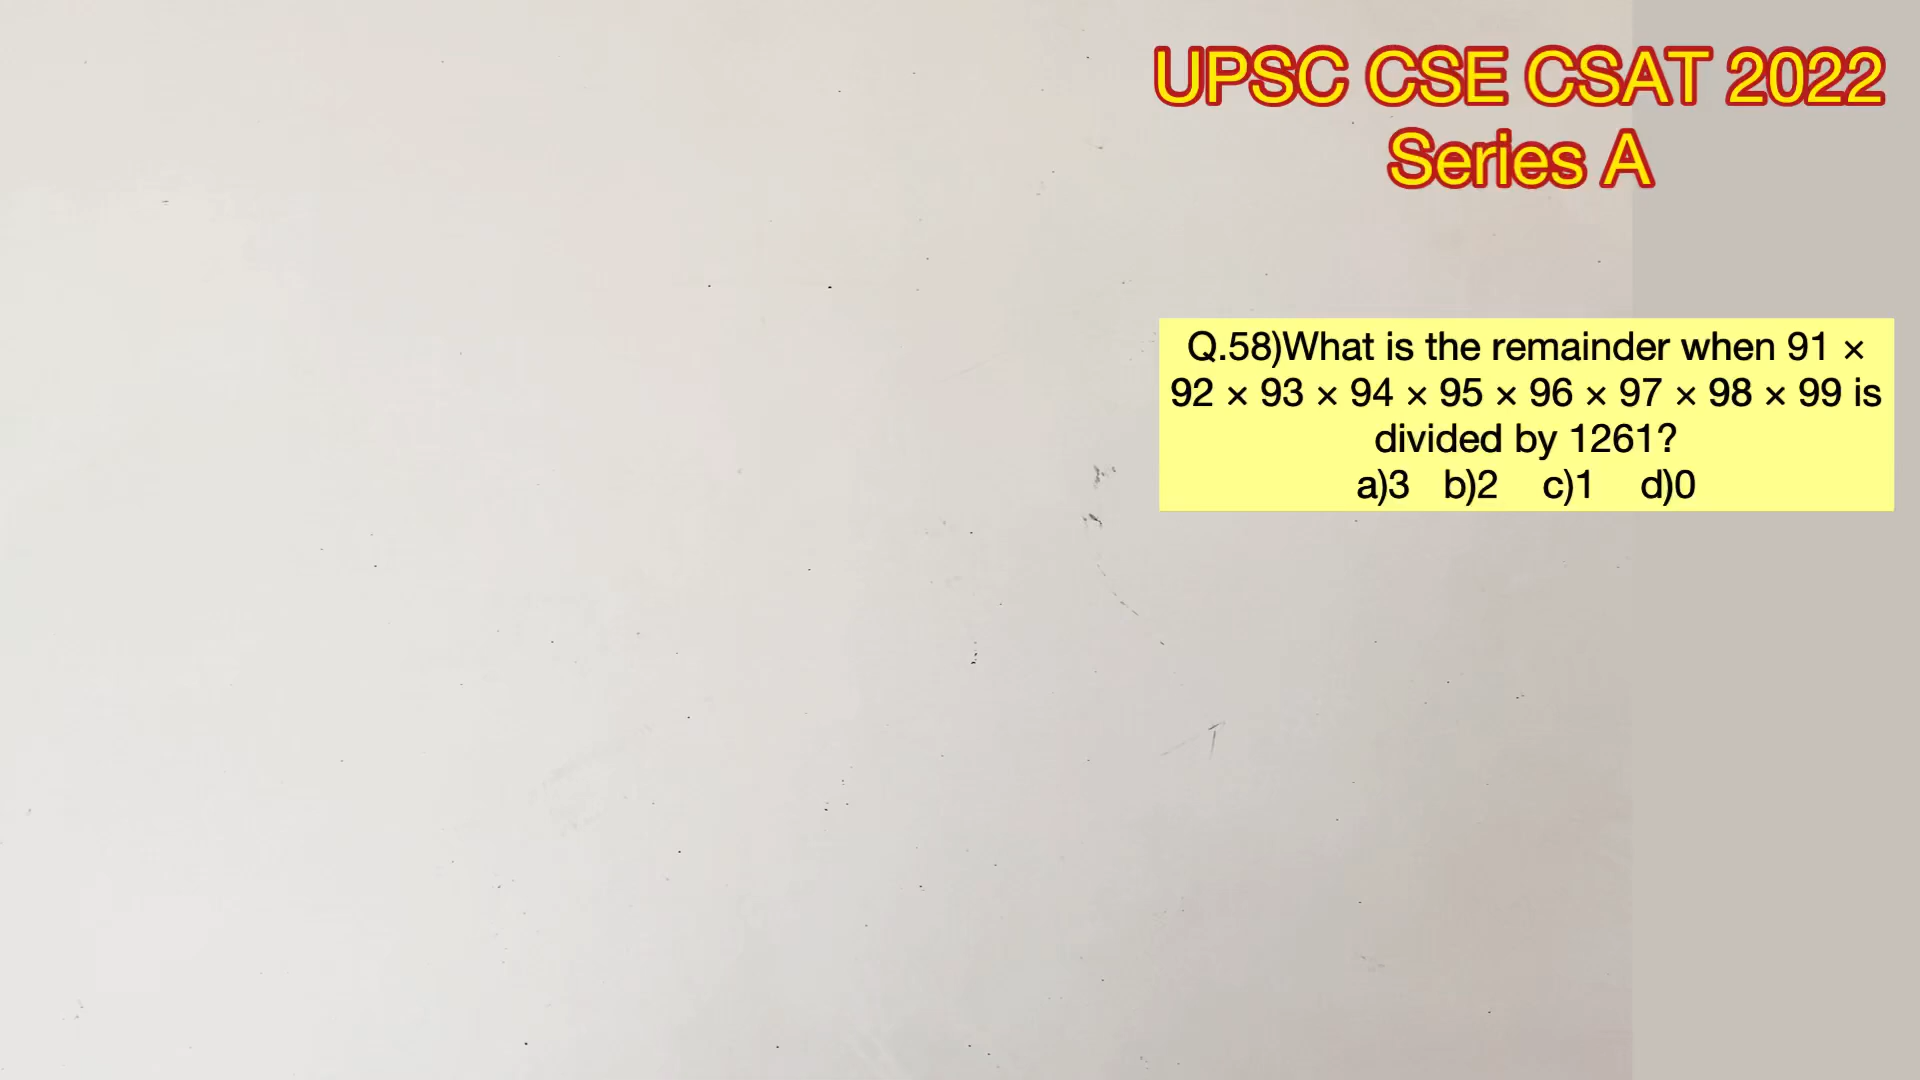 UPSC CSE CSAT 2022
Series A
Q.58)What is the remainder when 91 ×
92 × 93 × 94 × 95 × 96 × 97 × 98 × 99 is
divided by 1261?
a)3 b)2 c)1 d)0